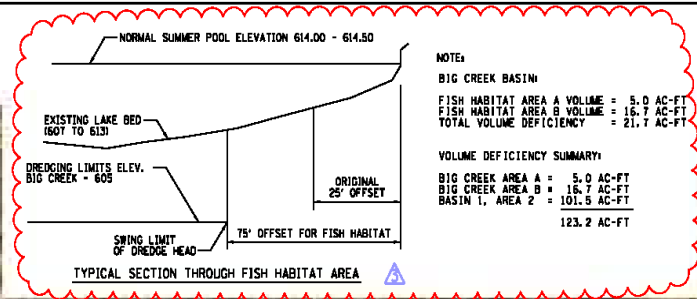 NORMAL SUMMER POOL ELEVATION 614.00 - 614.50
EXISTING LAKE BED
(607 TO 613)
DREDGING LIMITS ELEV.
BIG CREEK - 605
ORIGINAL
25' OFFSET
SWING LIMIT
OF DREDGE HEAD
75' OFFSET FOR FISH HABITAT
TYPICAL SECTION THROUGH FISH HABITAT AREA
3
NOTE:
BIG CREEK BASIN:
FISH HABITAT AREA A VOLUME = 5.0 AC-FT
FISH HABITAT AREA B VOLUME = 16.7 AC-FT
TOTAL VOLUME DEFICIENCY = 21.7 AC-FT
VOLUME DEFICIENCY SUMMARY:
BIG CREEK AREA A = 5.0 AC-FT
BIG CREEK AREA B = 16.7 AC-FT
BASIN 1, AREA 2 = 101.5 AC-FT
123.2 AC-FT